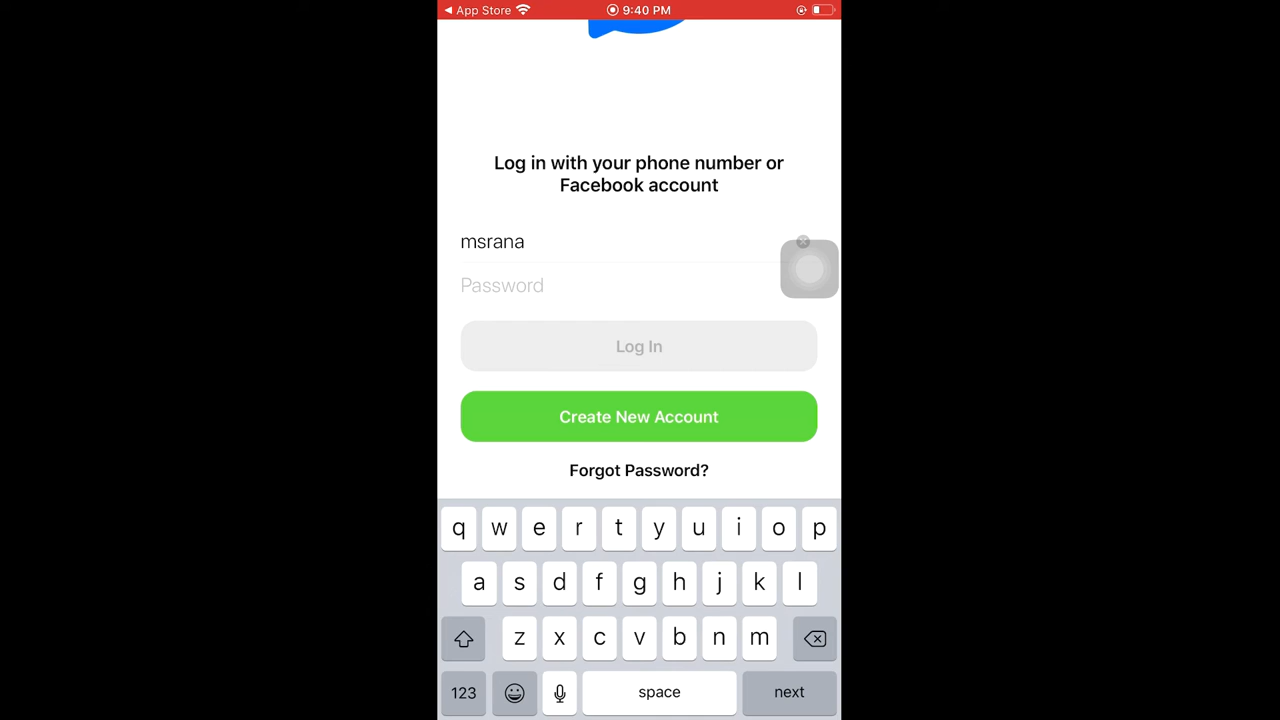 ◀ App Store 9:40 PM
Log in with your phone number or
Facebook account
msrana
Password
Log In
Create New Account
Forgot Password?
q w e r t y u i o p
a s d f g h j k l
z x c v b n m
123 space next